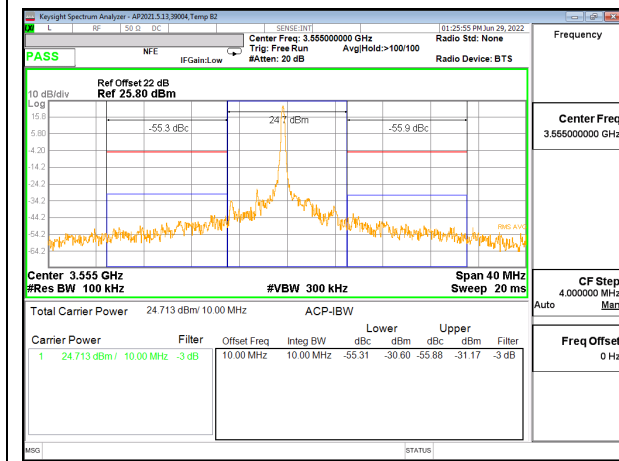 Keysight Spectrum Analyzer - AP2021.5.13,39004,Temp B2
L RF 50 Ω DC SENSE:INT 01:25:55 PM Jun 29, 2022
Center Freq: 3.555000000 GHz Radio Std: None
NFE Trig: Free Run Avg|Hold:>100/100
PASS IFGain:Low #Atten: 20 dB Radio Device: BTS
Frequency
Ref Offset 22 dB
10 dB/div Ref 25.80 dBm
Log
15.8
24.7 dBm
-55.3 dBc -55.9 dBc
5.80
-4.20
-14.2
-24.2
-34.2
-44.2
RMS AVG
-54.2
-64.2
Center 3.555 GHz Span 40 MHz
#Res BW 100 kHz #VBW 300 kHz Sweep 20 ms
Center Freq
3.555000000 GHz
CF Step
4.000000 MHz
Auto Man
Freq Offset
0 Hz
Total Carrier Power 24.713 dBm/ 10.00 MHz ACP-IBW
Lower Upper
Carrier Power Filter Offset Freq Integ BW dBc dBm dBc dBm Filter
1 24.713 dBm / 10.00 MHz -3 dB 10.00 MHz 10.00 MHz -55.31 -30.60 -55.88 -31.17 -3 dB
MSG STATUS